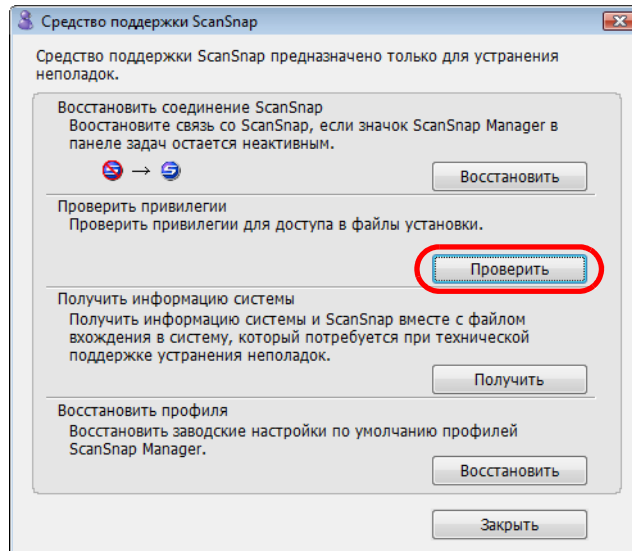 Средство поддержки ScanSnap
Средство поддержки ScanSnap предназначено только для устранения
неполадок.
Восстановить соединение ScanSnap
Воостановите связь со ScanSnap, если значок ScanSnap Manager в
панеле задач остается неактивным.
Восстановить
Проверить привилегии
Проверить привилегии для доступа в файлы установки.
Проверить
Получить информацию системы
Получить информацию системы и ScanSnap вместе с файлом
вхождения в систему, который потребуется при технической
поддержке устранения неполадок.
Получить
Восстановить профиля
Восстановить заводские настройки по умолчанию профилей
ScanSnap Manager.
Восстановить
Закрыть